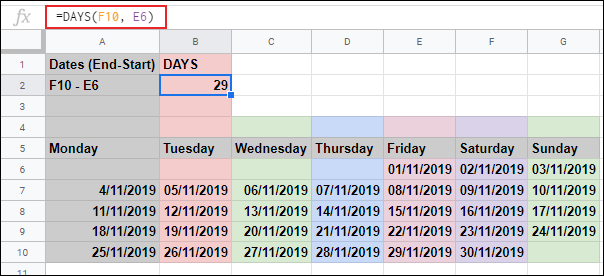 fx =DAYS(F10, E6)
A B C D E F G
1 Dates (End-Start) DAYS
2 F10 - E6 29
3
4
5 Monday Tuesday Wednesday Thursday Friday Saturday Sunday
6 01/11/2019 02/11/2019 03/11/2019
7 4/11/2019 05/11/2019 06/11/2019 07/11/2019 08/11/2019 09/11/2019 10/11/2019
8 11/11/2019 12/11/2019 13/11/2019 14/11/2019 15/11/2019 16/11/2019 17/11/2019
9 18/11/2019 19/11/2019 20/11/2019 21/11/2019 22/11/2019 23/11/2019 24/11/2019
10 25/11/2019 26/11/2019 27/11/2019 28/11/2019 29/11/2019 30/11/2019
11